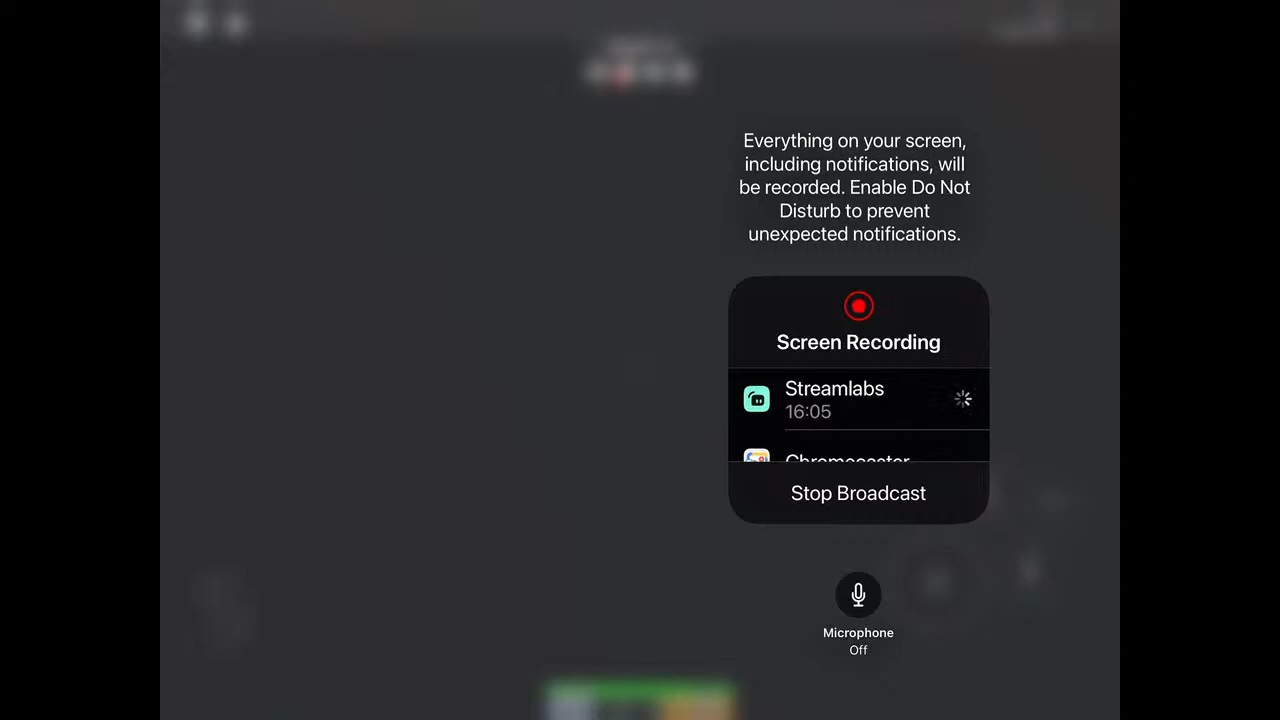 Everything on your screen,
including notifications, will
be recorded. Enable Do Not
Disturb to prevent
unexpected notifications.
Screen Recording
Streamlabs
16:05
Stop Broadcast
Microphone
Off